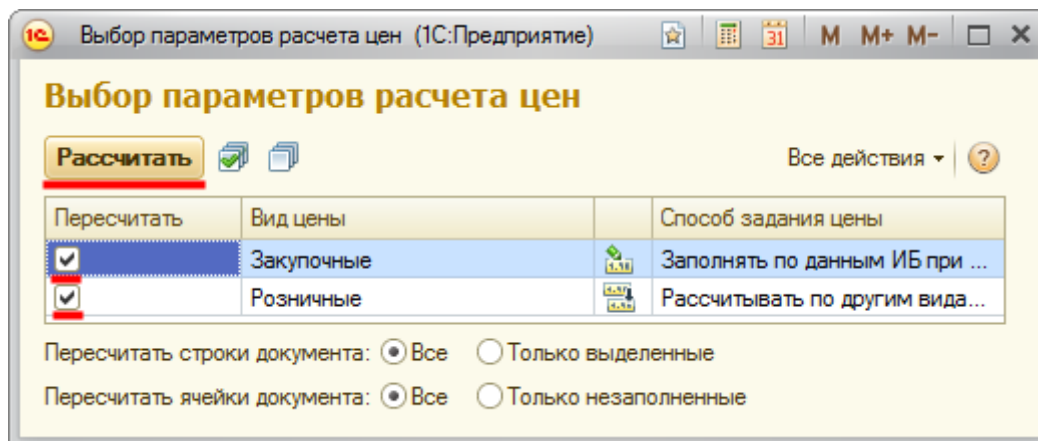 1С Выбор параметров расчета цен (1С:Предприятие) 31 M M+ M-
Выбор параметров расчета цен
Рассчитать Все действия ?
Пересчитать Вид цены Способ задания цены
Закупочные Заполнять по данным ИБ при ...
Розничные Рассчитывать по другим вида...
Пересчитать строки документа: Все Только выделенные
Пересчитать ячейки документа: Все Только незаполненные